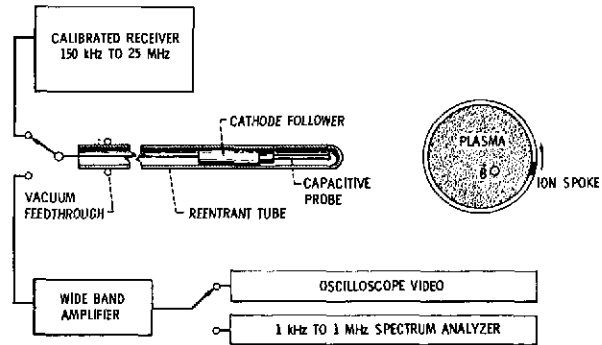 CALIBRATED RECEIVER
150 kHz TO 25 MHz
CATHODE FOLLOWER
PLASMA
B
ION SPOKE
CAPACITIVE
PROBE
VACUUM
FEEDTHROUGH
REENTRANT TUBE
WIDE BAND
AMPLIFIER
OSCILLOSCOPE VIDEO
1 kHz TO 1 MHz SPECTRUM ANALYZER